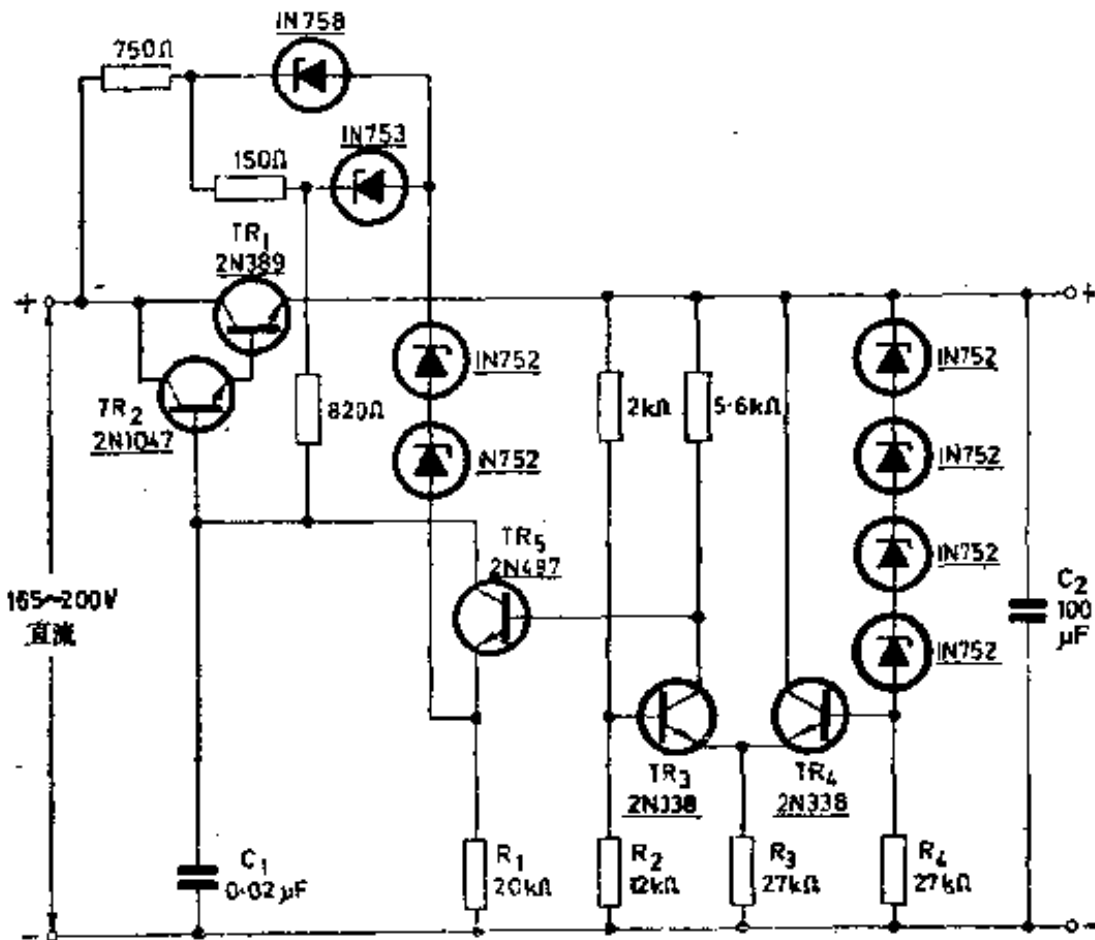 IN758
750Ω
IN753
150Ω
TR1
2N389
TR2
2N1047
820Ω
IN752
IN752
2kΩ
5·6kΩ
IN752
IN752
IN752
IN752
TR5
2N497
C2
100
μF
165~200V
直流
TR3
2N338
TR4
2N338
C1
0·02μF
R1
20kΩ
R2
12kΩ
R3
27kΩ
R4
27kΩ
+
+
−
−